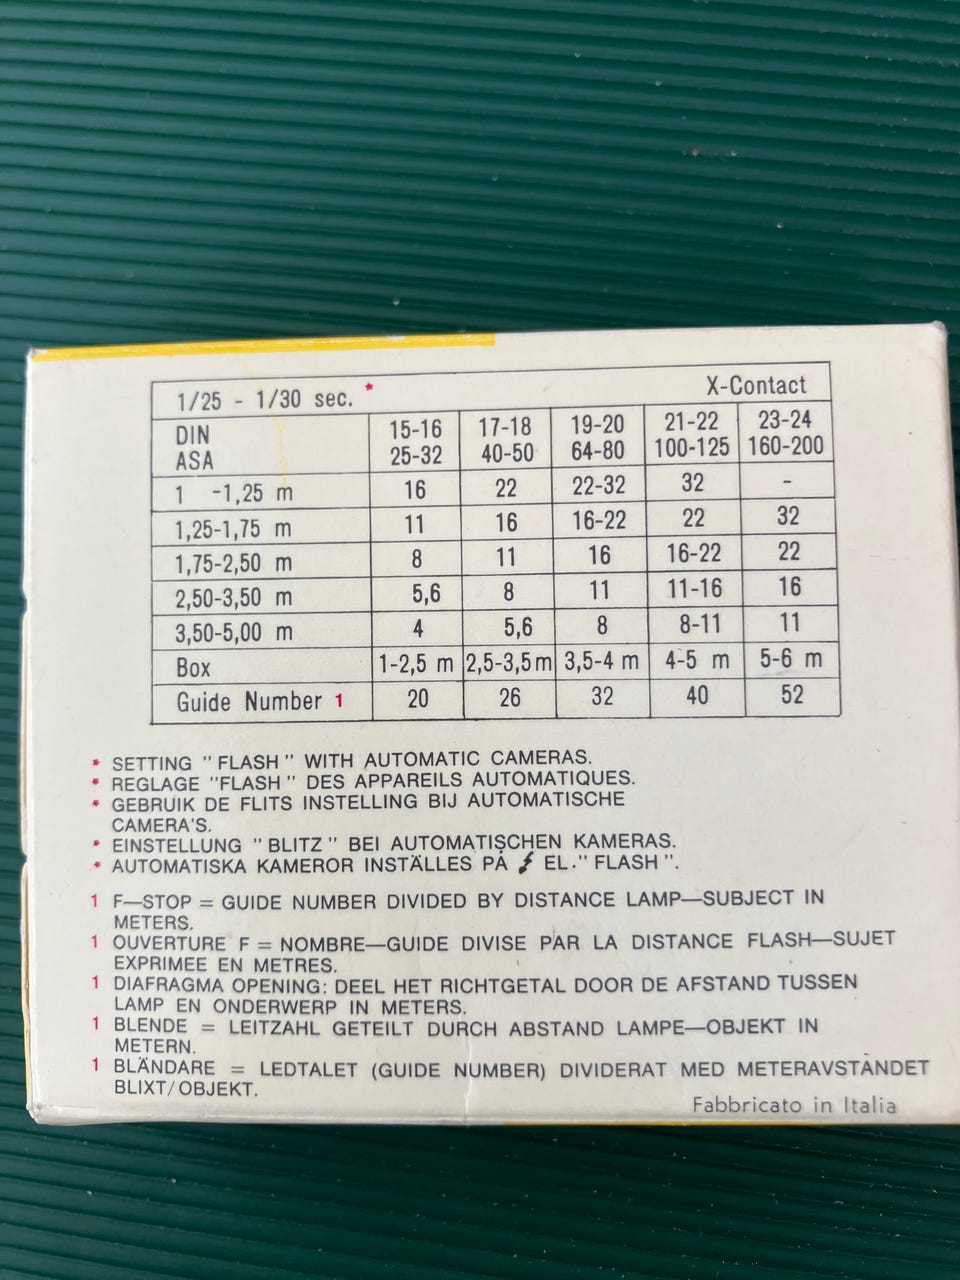 1/25 - 1/30 sec. * X-Contact
DIN 15-16 17-18 19-20 21-22 23-24
ASA 25-32 40-50 64-80 100-125 160-200
1 -1,25 m 16 22 22-32 32 -
1,25-1,75 m 11 16 16-22 22 32
1,75-2,50 m 8 11 16 16-22 22
2,50-3,50 m 5,6 8 11 11-16 16
3,50-5,00 m 4 5,6 8 8-11 11
Box 1-2,5 m 2,5-3,5m 3,5-4 m 4-5 m 5-6 m
Guide Number 1 20 26 32 40 52
* SETTING "FLASH" WITH AUTOMATIC CAMERAS.
* REGLAGE "FLASH" DES APPAREILS AUTOMATIQUES.
* GEBRUIK DE FLITS INSTELLING BIJ AUTOMATISCHE
CAMERA'S.
* EINSTELLUNG "BLITZ" BEI AUTOMATISCHEN KAMERAS.
* AUTOMATISKA KAMEROR INSTÄLLES PÅ EL."FLASH".
1 F—STOP = GUIDE NUMBER DIVIDED BY DISTANCE LAMP—SUBJECT IN
METERS.
1 OUVERTURE F = NOMBRE—GUIDE DIVISE PAR LA DISTANCE FLASH—SUJET
EXPRIMEE EN METRES.
1 DIAFRAGMA OPENING: DEEL HET RICHTGETAL DOOR DE AFSTAND TUSSEN
LAMP EN ONDERWERP IN METERS.
1 BLENDE = LEITZAHL GETEILT DURCH ABSTAND LAMPE—OBJEKT IN
METERN.
1 BLÄNDARE = LEDTALET (GUIDE NUMBER) DIVIDERAT MED METERAVSTÅNDET
BLIXT/OBJEKT.
Fabbricato in Italia